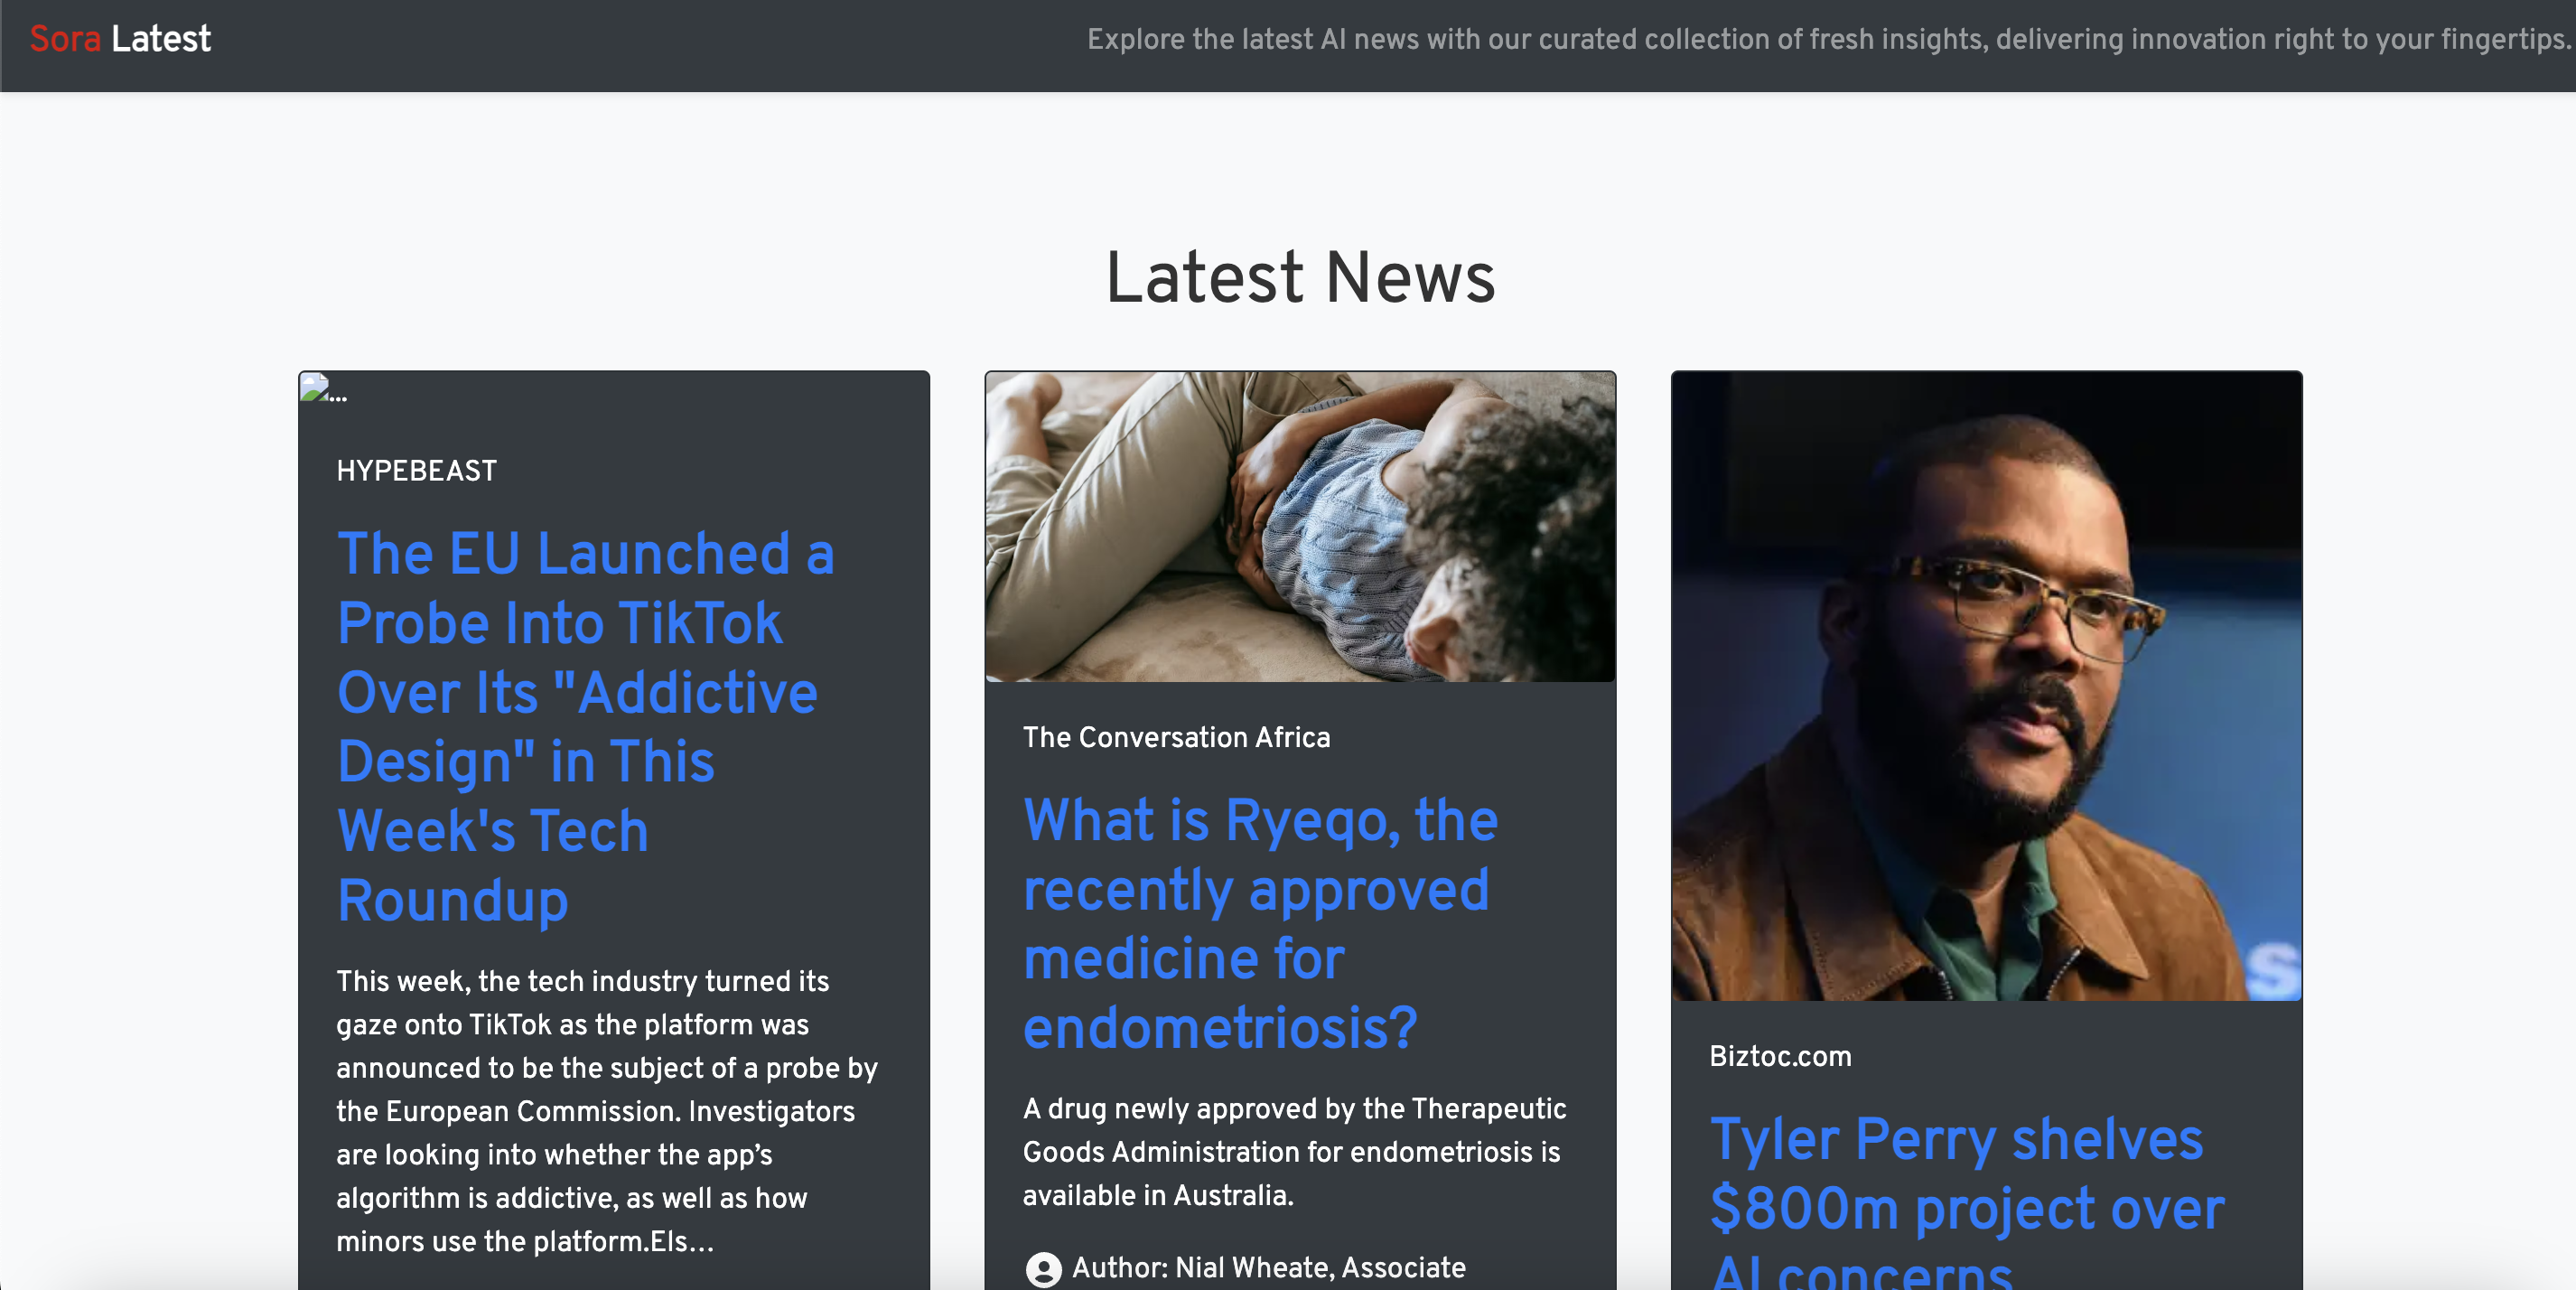 Sora Latest
Explore the latest AI news with our curated collection of fresh insights, delivering innovation right to your fingertips.
Latest News
...
HYPEBEAST
The EU Launched a
Probe Into TikTok
Over Its "Addictive
Design" in This
Week's Tech
Roundup
This week, the tech industry turned its
gaze onto TikTok as the platform was
announced to be the subject of a probe by
the European Commission. Investigators
are looking into whether the app’s
algorithm is addictive, as well as how
minors use the platform.Els…
The Conversation Africa
What is Ryeqo, the
recently approved
medicine for
endometriosis?
A drug newly approved by the Therapeutic
Goods Administration for endometriosis is
available in Australia.
Author: Nial Wheate, Associate
S
Biztoc.com
Tyler Perry shelves
$800m project over
AI concerns